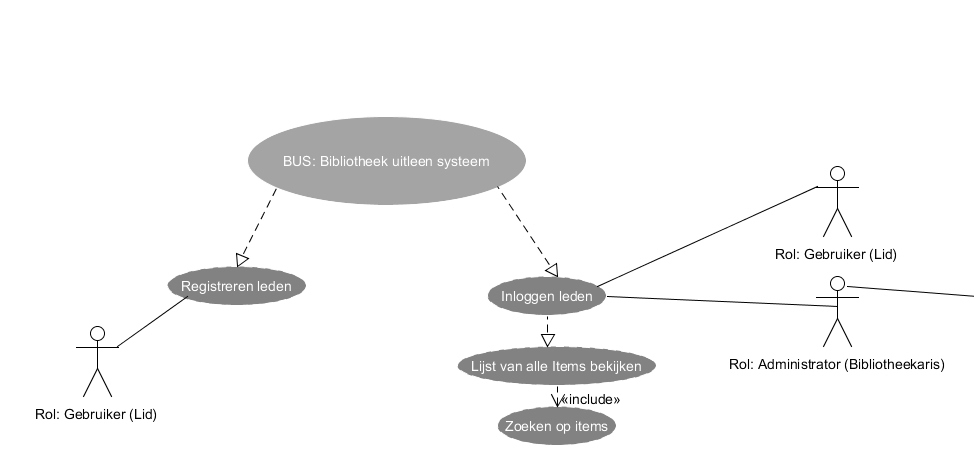 BUS: Bibliotheek uitleen systeem
Rol: Gebruiker (Lid)
Registreren leden
Inloggen leden
Lijst van alle Items bekijken
Rol: Administrator (Bibliotheekaris)
«include»
Rol: Gebruiker (Lid)
Zoeken op items